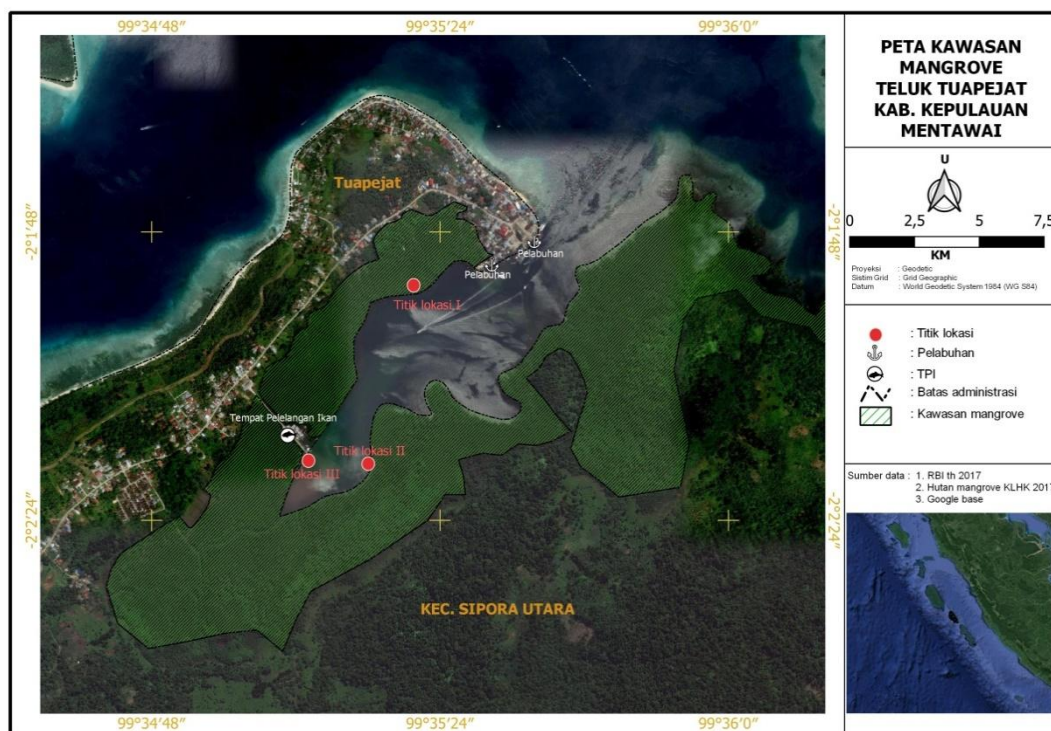 99°34'48"
99°35'24"
99°36'0"
-2°1'48"
-2°1'48"
-2°2'24"
-2°2'24"
Tuapejat
Pelabuhan
Pelabuhan
Titik lokasi I
Tempat Pelelangan Ikan
Titik lokasi II
Titik lokasi III
KEC. SIPORA UTARA
99°34'48"
99°35'24"
99°36'0"
PETA KAWASAN
MANGROVE
TELUK TUAPEJAT
KAB. KEPULAUAN
MENTAWAI
U
0 2,5 5 7,5
KM
Proyeksi : Geodetic
Sistim Grid : Grid Geographic
Datum : World Geodetic System 1984 (WG S84)
: Titik lokasi
: Pelabuhan
: TPI
: Batas administrasi
: Kawasan mangrove
Sumber data : 1. RBI th 2017
2. Hutan mangrove KLHK 2017
3. Google base